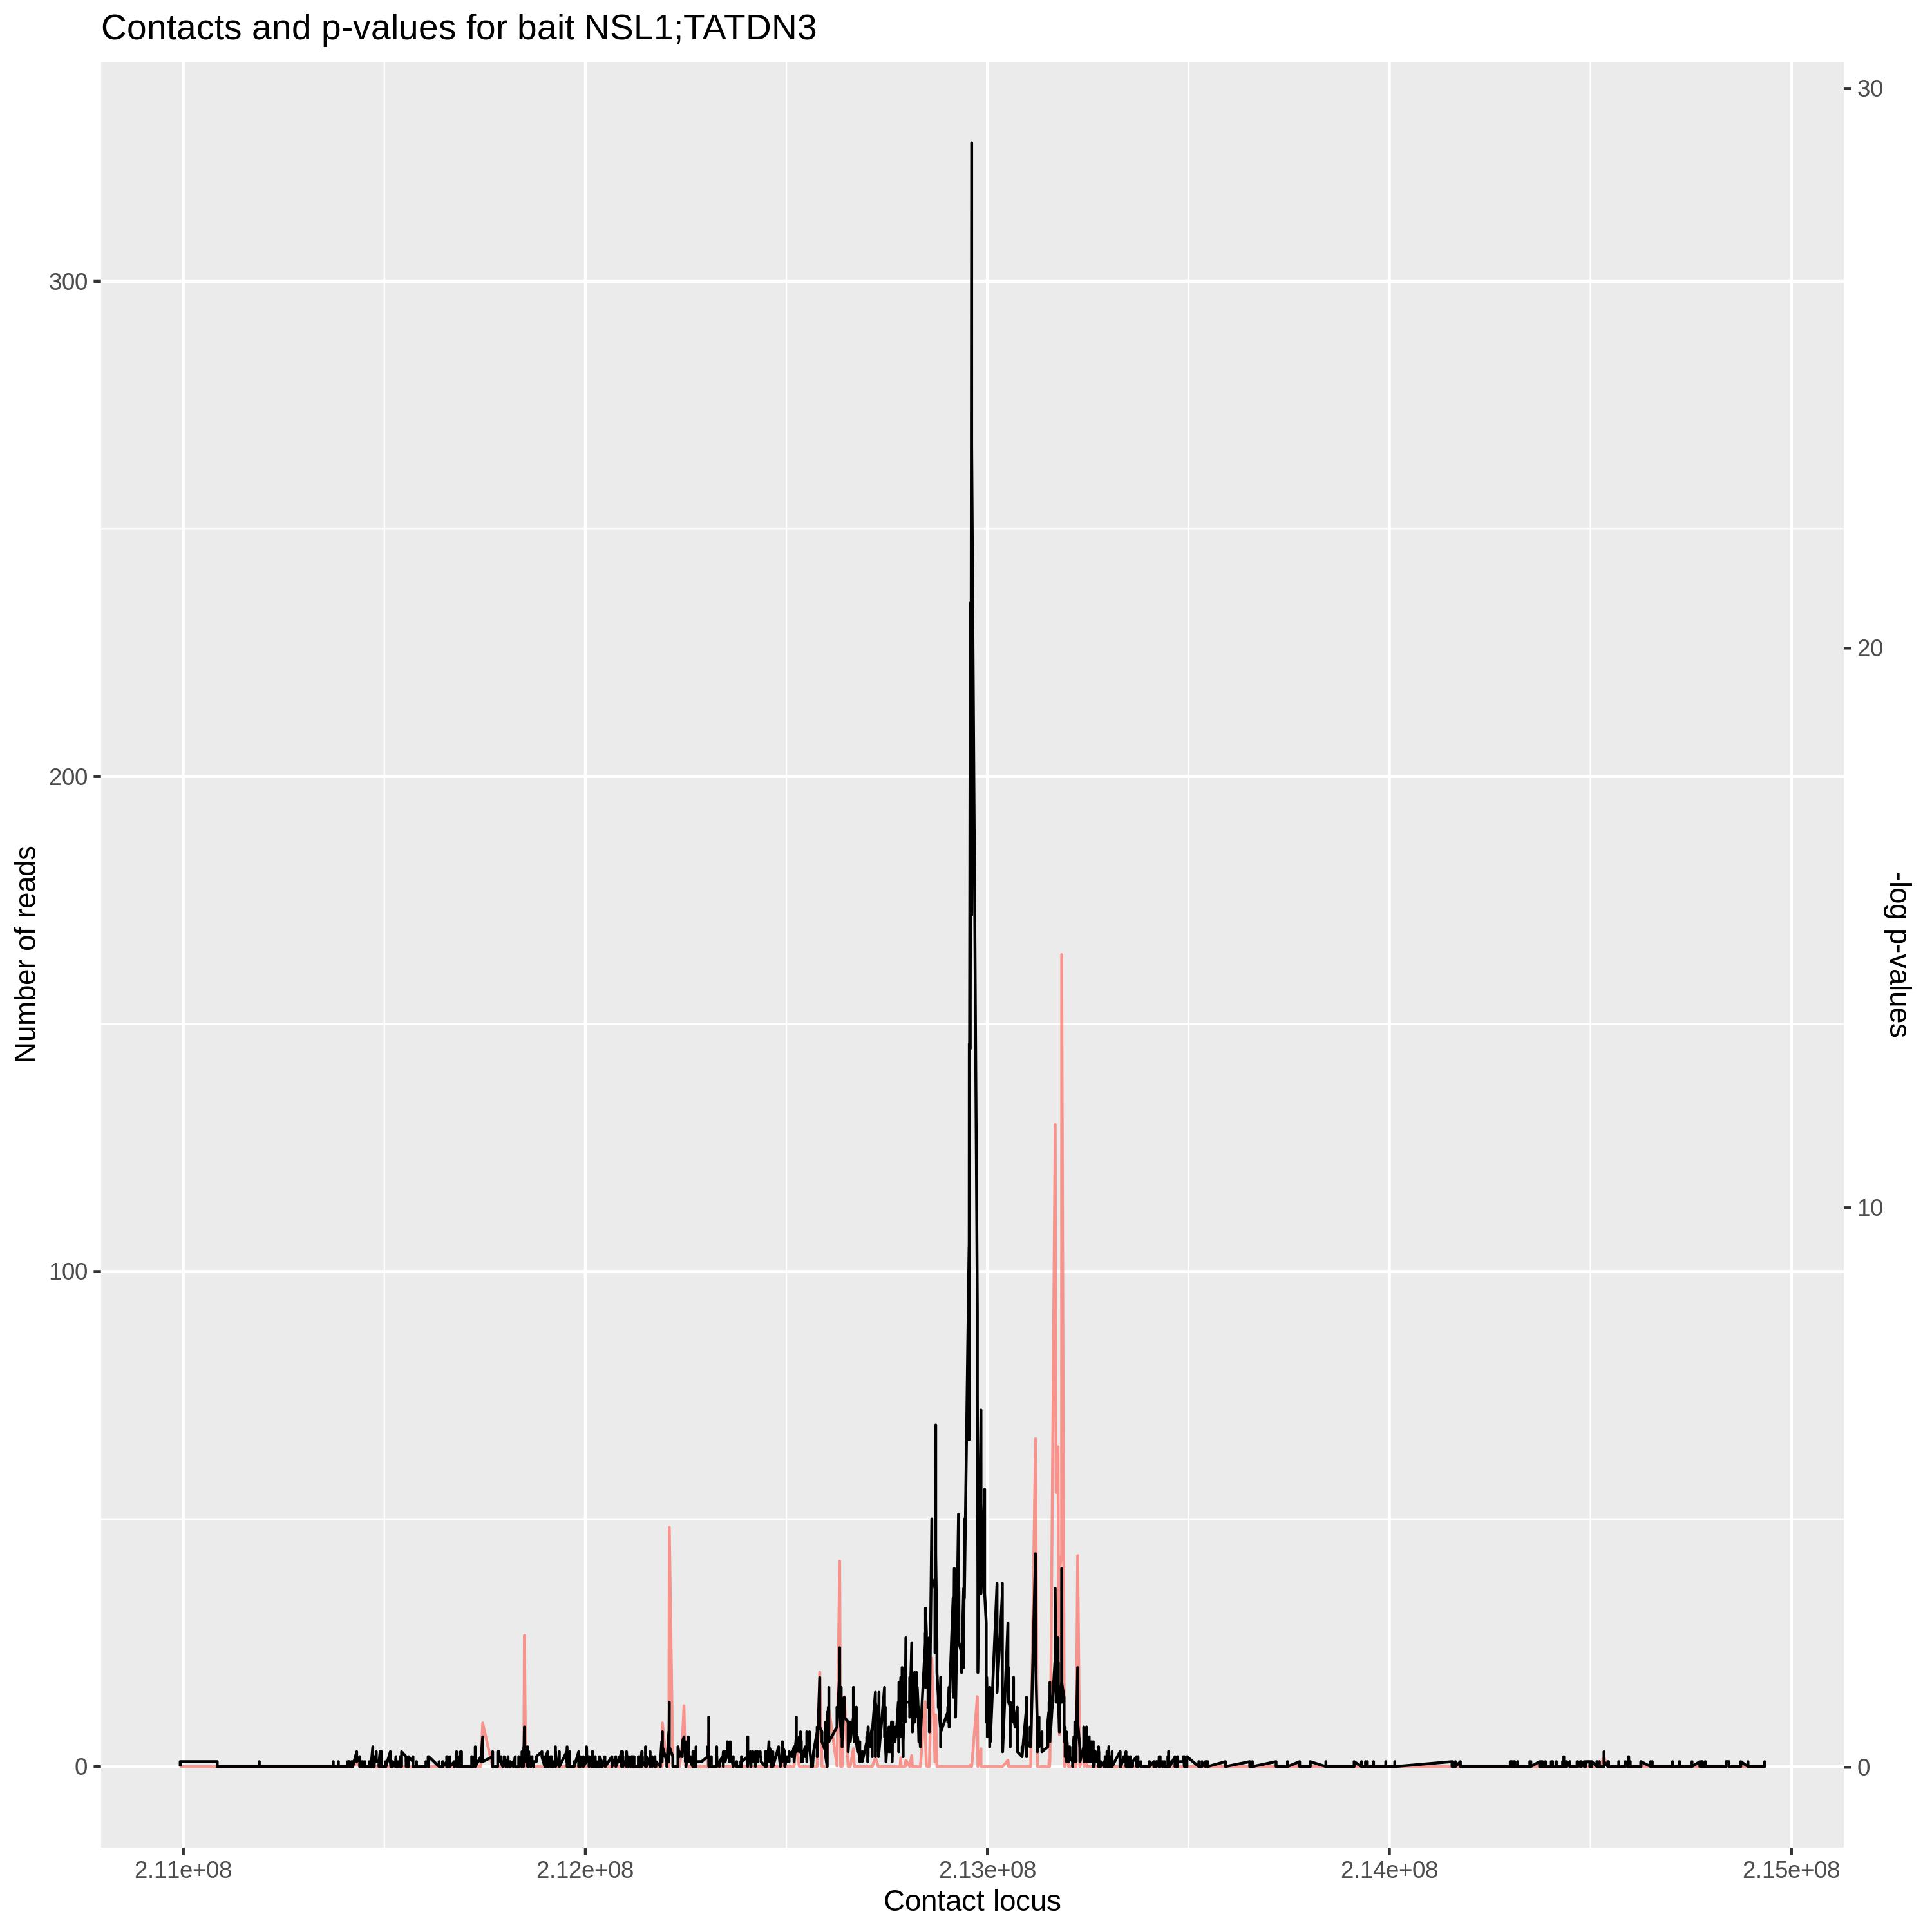 Contacts and p-values for bait NSL1;TATDN3
30
300
20
200
Number of reads
-log p-values
10
100
0
0
2.11e+08
2.12e+08
2.13e+08
2.14e+08
2.15e+08
Contact locus